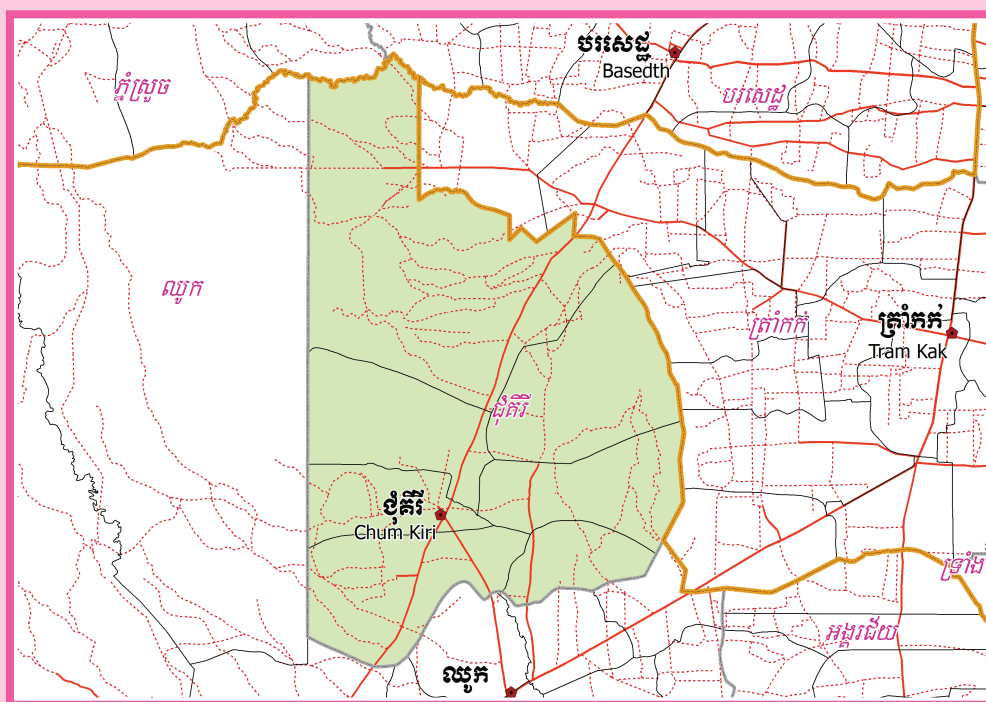 បរសេដ្ឋ
Basedth
ភ្នំស្រួច
បរសេដ្ឋ
ឈូក
ត្រាំកក់
Tram Kak
ត្រាំកក់
ជុំគីរី
ជុំគិរី
Chum Kiri
ទ្រាំង
អង្គរជ័យ
ឈូក